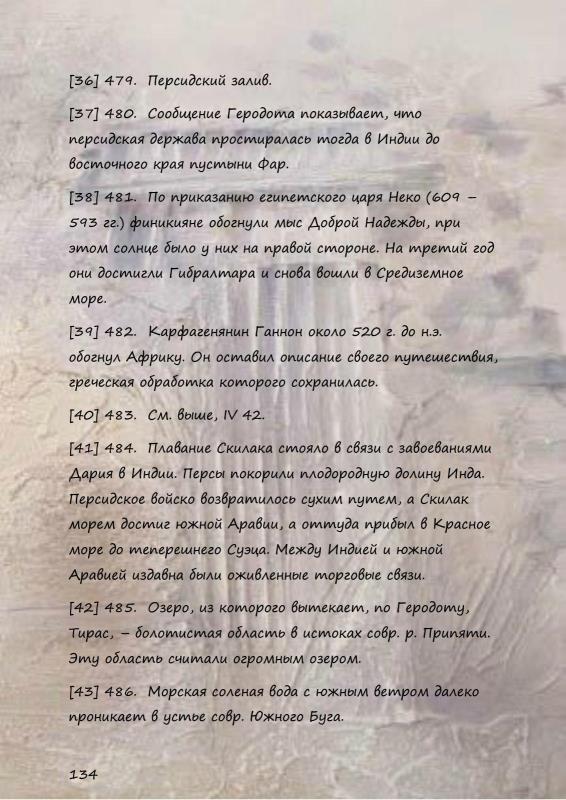 [36] 479. Персидский залив.
[37] 480. Сообщение Геродота показывает, что
персидская держава простиралась тогда в Индии до
восточного края пустыни Фар.
[38] 481. По приказанию египетского царя Неко (609 –
593 гг.) финикияне обогнули мыс Доброй Надежды, при
этом солнце было у них на правой стороне. На третий год
они достигли Гибралтара и снова вошли в Средиземное
море.
[39] 482. Карфагенянин Ганнон около 520 г. до н.э.
обогнул Африку. Он оставил описание своего путешествия,
греческая обработка которого сохранилась.
[40] 483. См. выше, IV 42.
[41] 484. Плавание Скилака стояло в связи с завоеваниями
Дария в Индии. Персы покорили плодородную долину Инда.
Персидское войско возвратилось сухим путем, а Скилак
морем достиг южной Аравии, а оттуда прибыл в Красное
море до теперешнего Суэца. Между Индией и южной
Аравией издавна были оживленные торговые связи.
[42] 485. Озеро, из которого вытекает, по Геродоту,
Тирас, – болотистая область в истоках совр. р. Припяти.
Эту область считали огромным озером.
[43] 486. Морская соленая вода с южным ветром далеко
проникает в устье совр. Южного Буга.
134